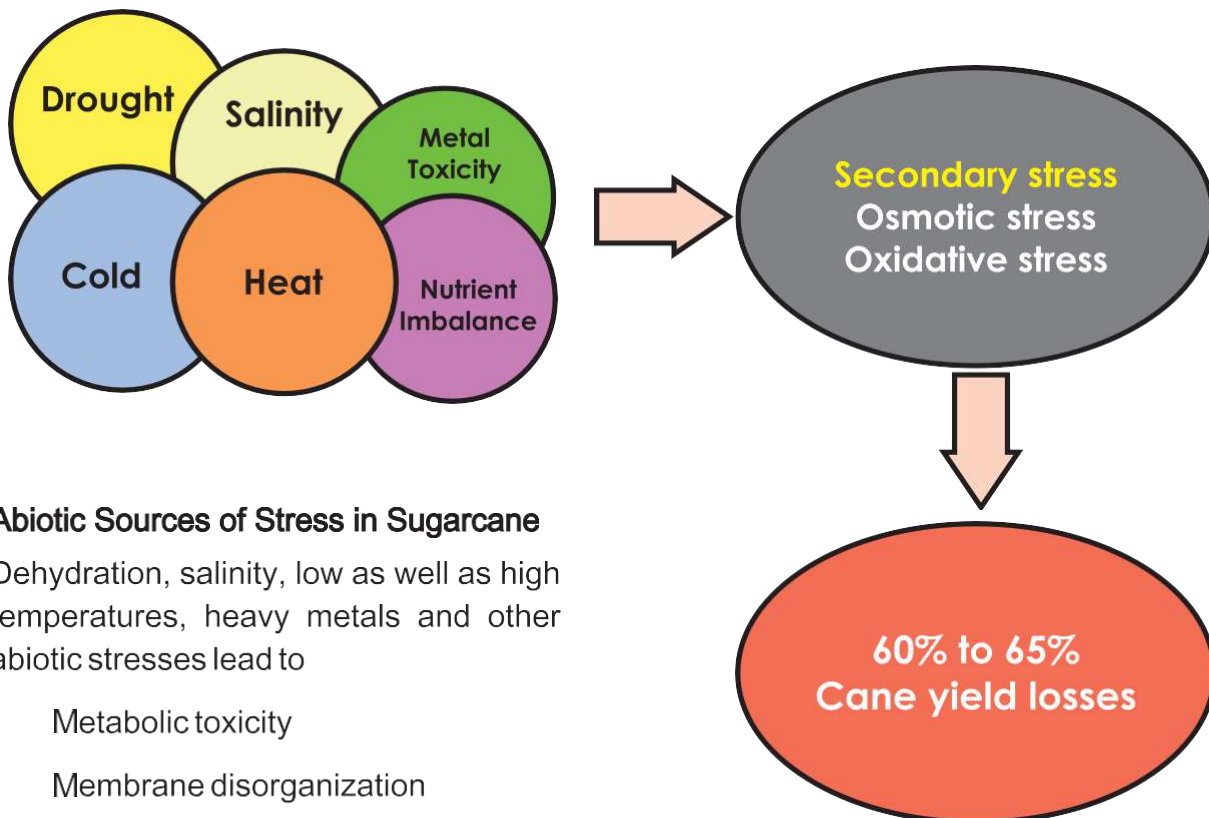 Drought
Salinity
Metal
Toxicity
Cold
Heat
Nutrient
Imbalance
Secondary stress
Osmotic stress
Oxidative stress
60% to 65%
Cane yield losses
Abiotic Sources of Stress in Sugarcane
Dehydration, salinity, low as well as high
temperatures, heavy metals and other
abiotic stresses lead to
Metabolic toxicity
Membrane disorganization